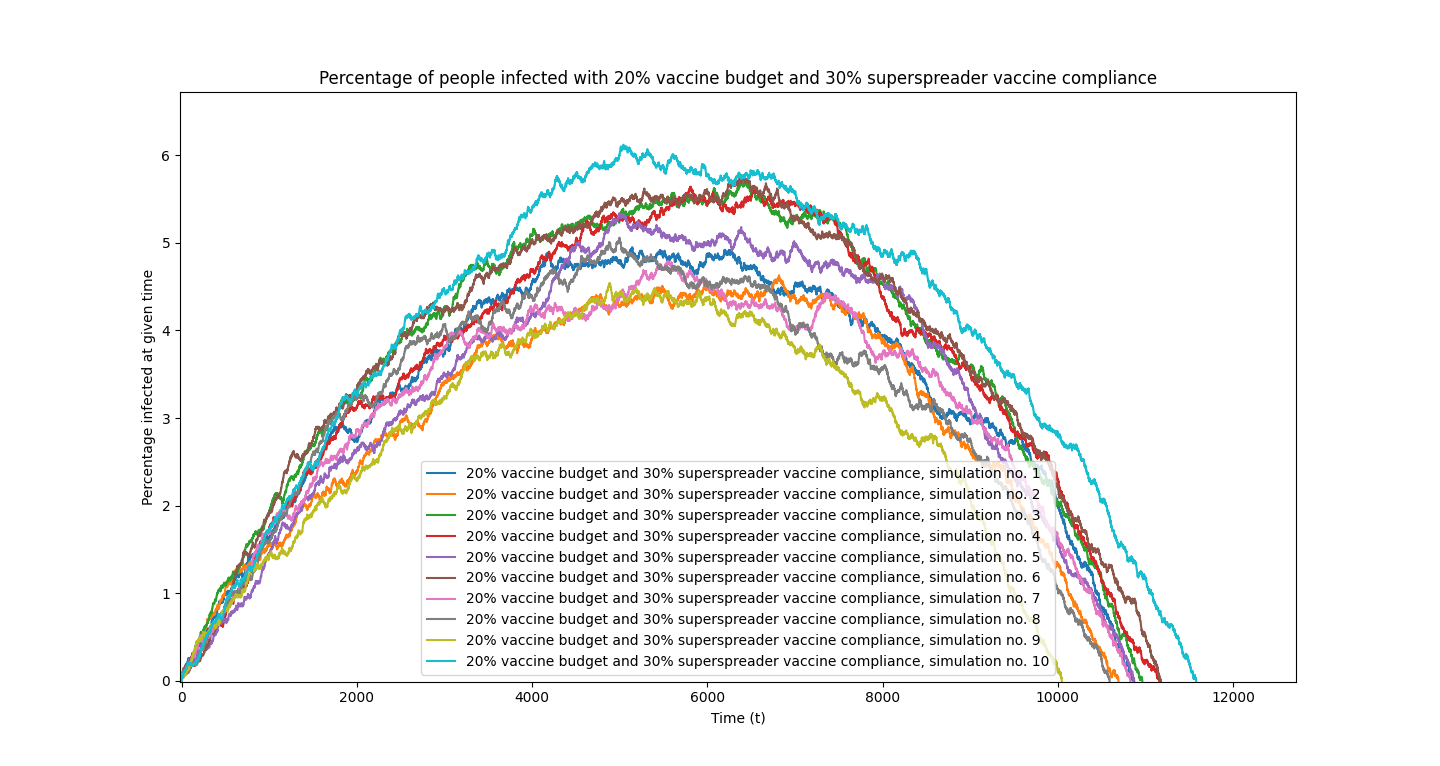 Percentage of people infected with 20% vaccine budget and 30% superspreader vaccine compliance
Percentage infected at given time
6
5
4
3
2
1
0
20% vaccine budget and 30% superspreader vaccine compliance, simulation no. 1
20% vaccine budget and 30% superspreader vaccine compliance, simulation no. 2
20% vaccine budget and 30% superspreader vaccine compliance, simulation no. 3
20% vaccine budget and 30% superspreader vaccine compliance, simulation no. 4
20% vaccine budget and 30% superspreader vaccine compliance, simulation no. 5
20% vaccine budget and 30% superspreader vaccine compliance, simulation no. 6
20% vaccine budget and 30% superspreader vaccine compliance, simulation no. 7
20% vaccine budget and 30% superspreader vaccine compliance, simulation no. 8
20% vaccine budget and 30% superspreader vaccine compliance, simulation no. 9
20% vaccine budget and 30% superspreader vaccine compliance, simulation no. 10
0 2000 4000 6000 8000 10000 12000
Time (t)